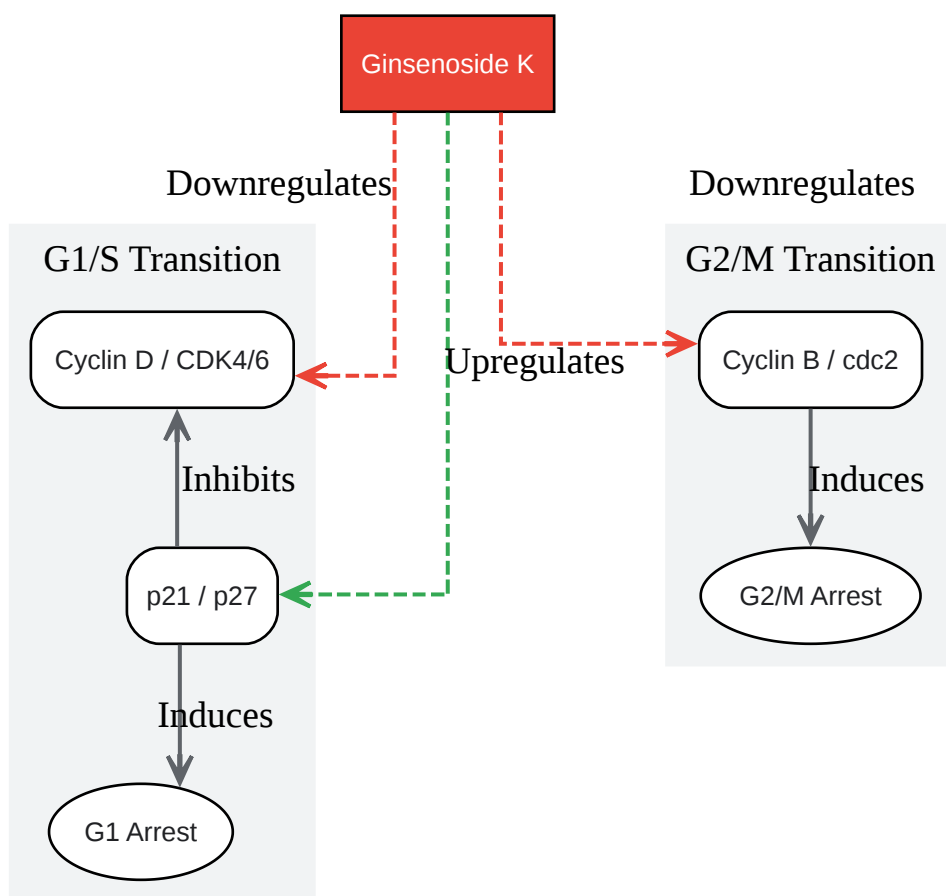 Ginsenoside K
Downregulates
Downregulates
G1/S Transition
G2/M Transition
Cyclin D / CDK4/6
Upregulates
Cyclin B / cdc2
Inhibits
Induces
p21 / p27
G2/M Arrest
Induces
G1 Arrest